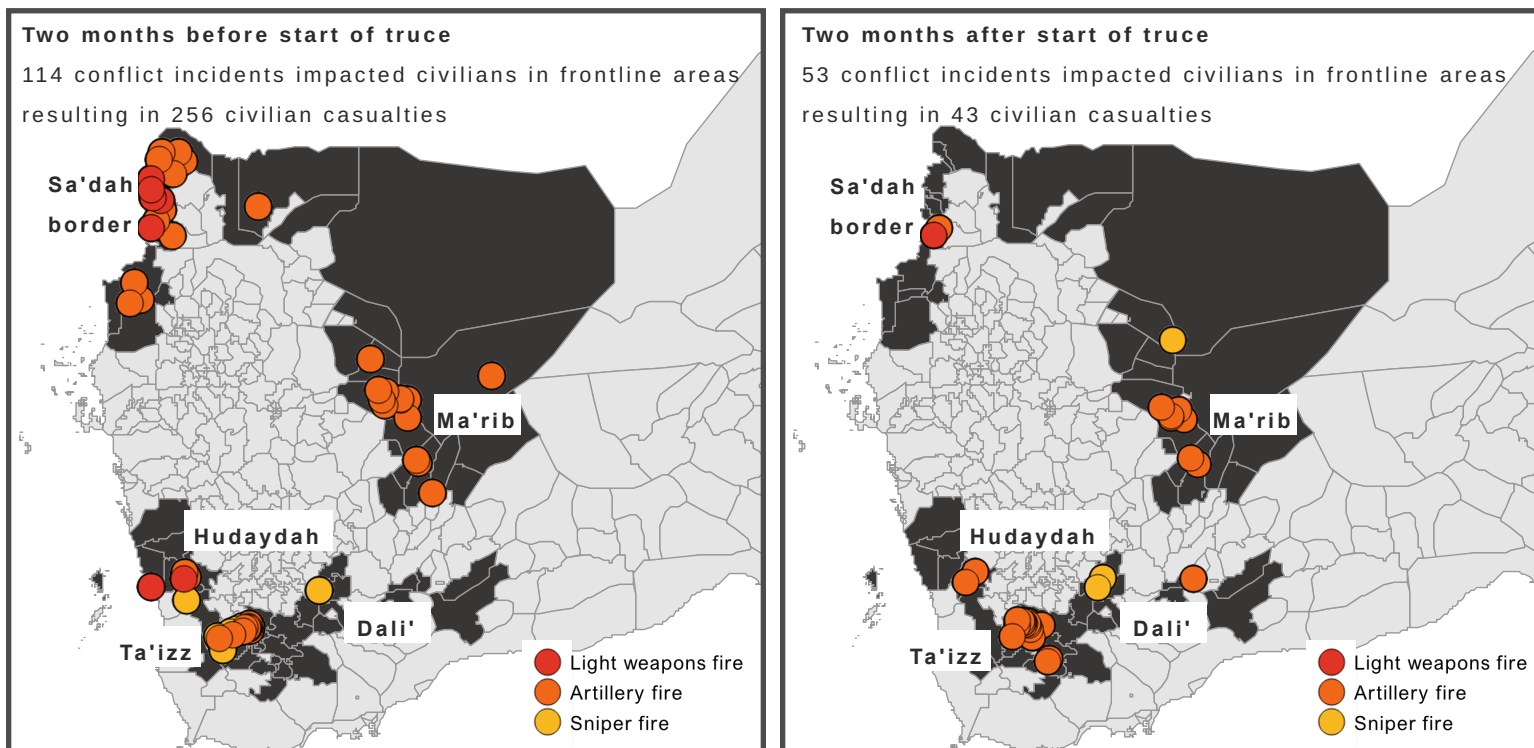 Two months before start of truce
114 conflict incidents impacted civilians in frontline areas
resulting in 256 civilian casualties
Sa'dah
border
Ma'rib
Hudaydah
Dali'
Ta'izz
Light weapons fire
Artillery fire
Sniper fire
Two months after start of truce
53 conflict incidents impacted civilians in frontline areas
resulting in 43 civilian casualties
Sa'dah
border
Ma'rib
Hudaydah
Dali'
Ta'izz
Light weapons fire
Artillery fire
Sniper fire